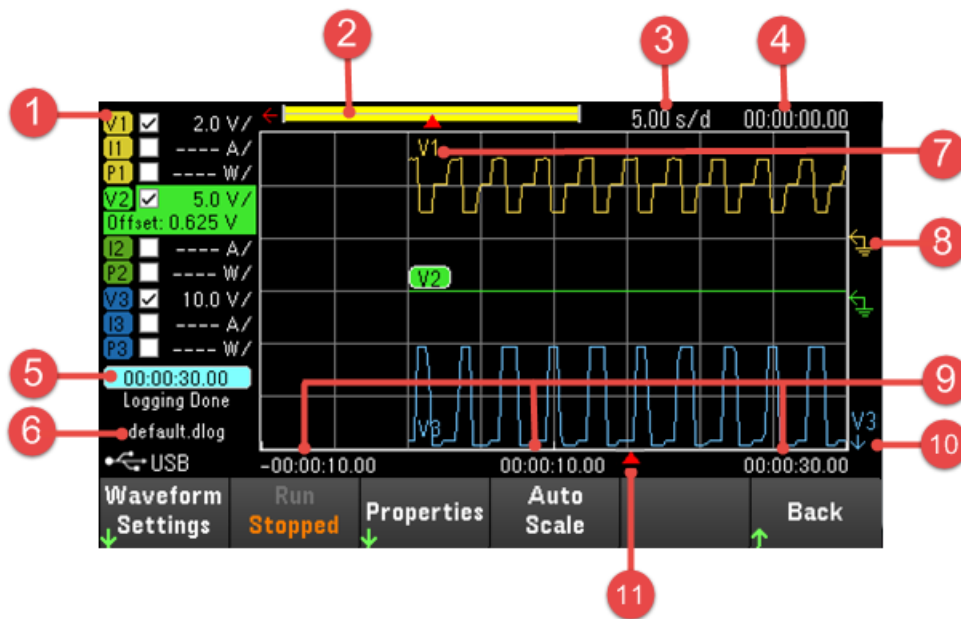 2
3
4
1
5.00 s/d 00:00:00.00
V1 2.0 V/
I1 ---- A/
P1 ---- W/
V2 5.0 V/
Offset: 0.625 V
I2 ---- A/
P2 ---- W/
V3 10.0 V/
I3 ---- A/
P3 ---- W/
V1
7
8
V2
5
00:00:30.00
Logging Done
9
6
default.dlog
V3
V3
10
USB
-00:00:10.00 00:00:10.00 00:00:30.00
Waveform
Settings
Run
Stopped
Properties
Auto
Scale
Back
11